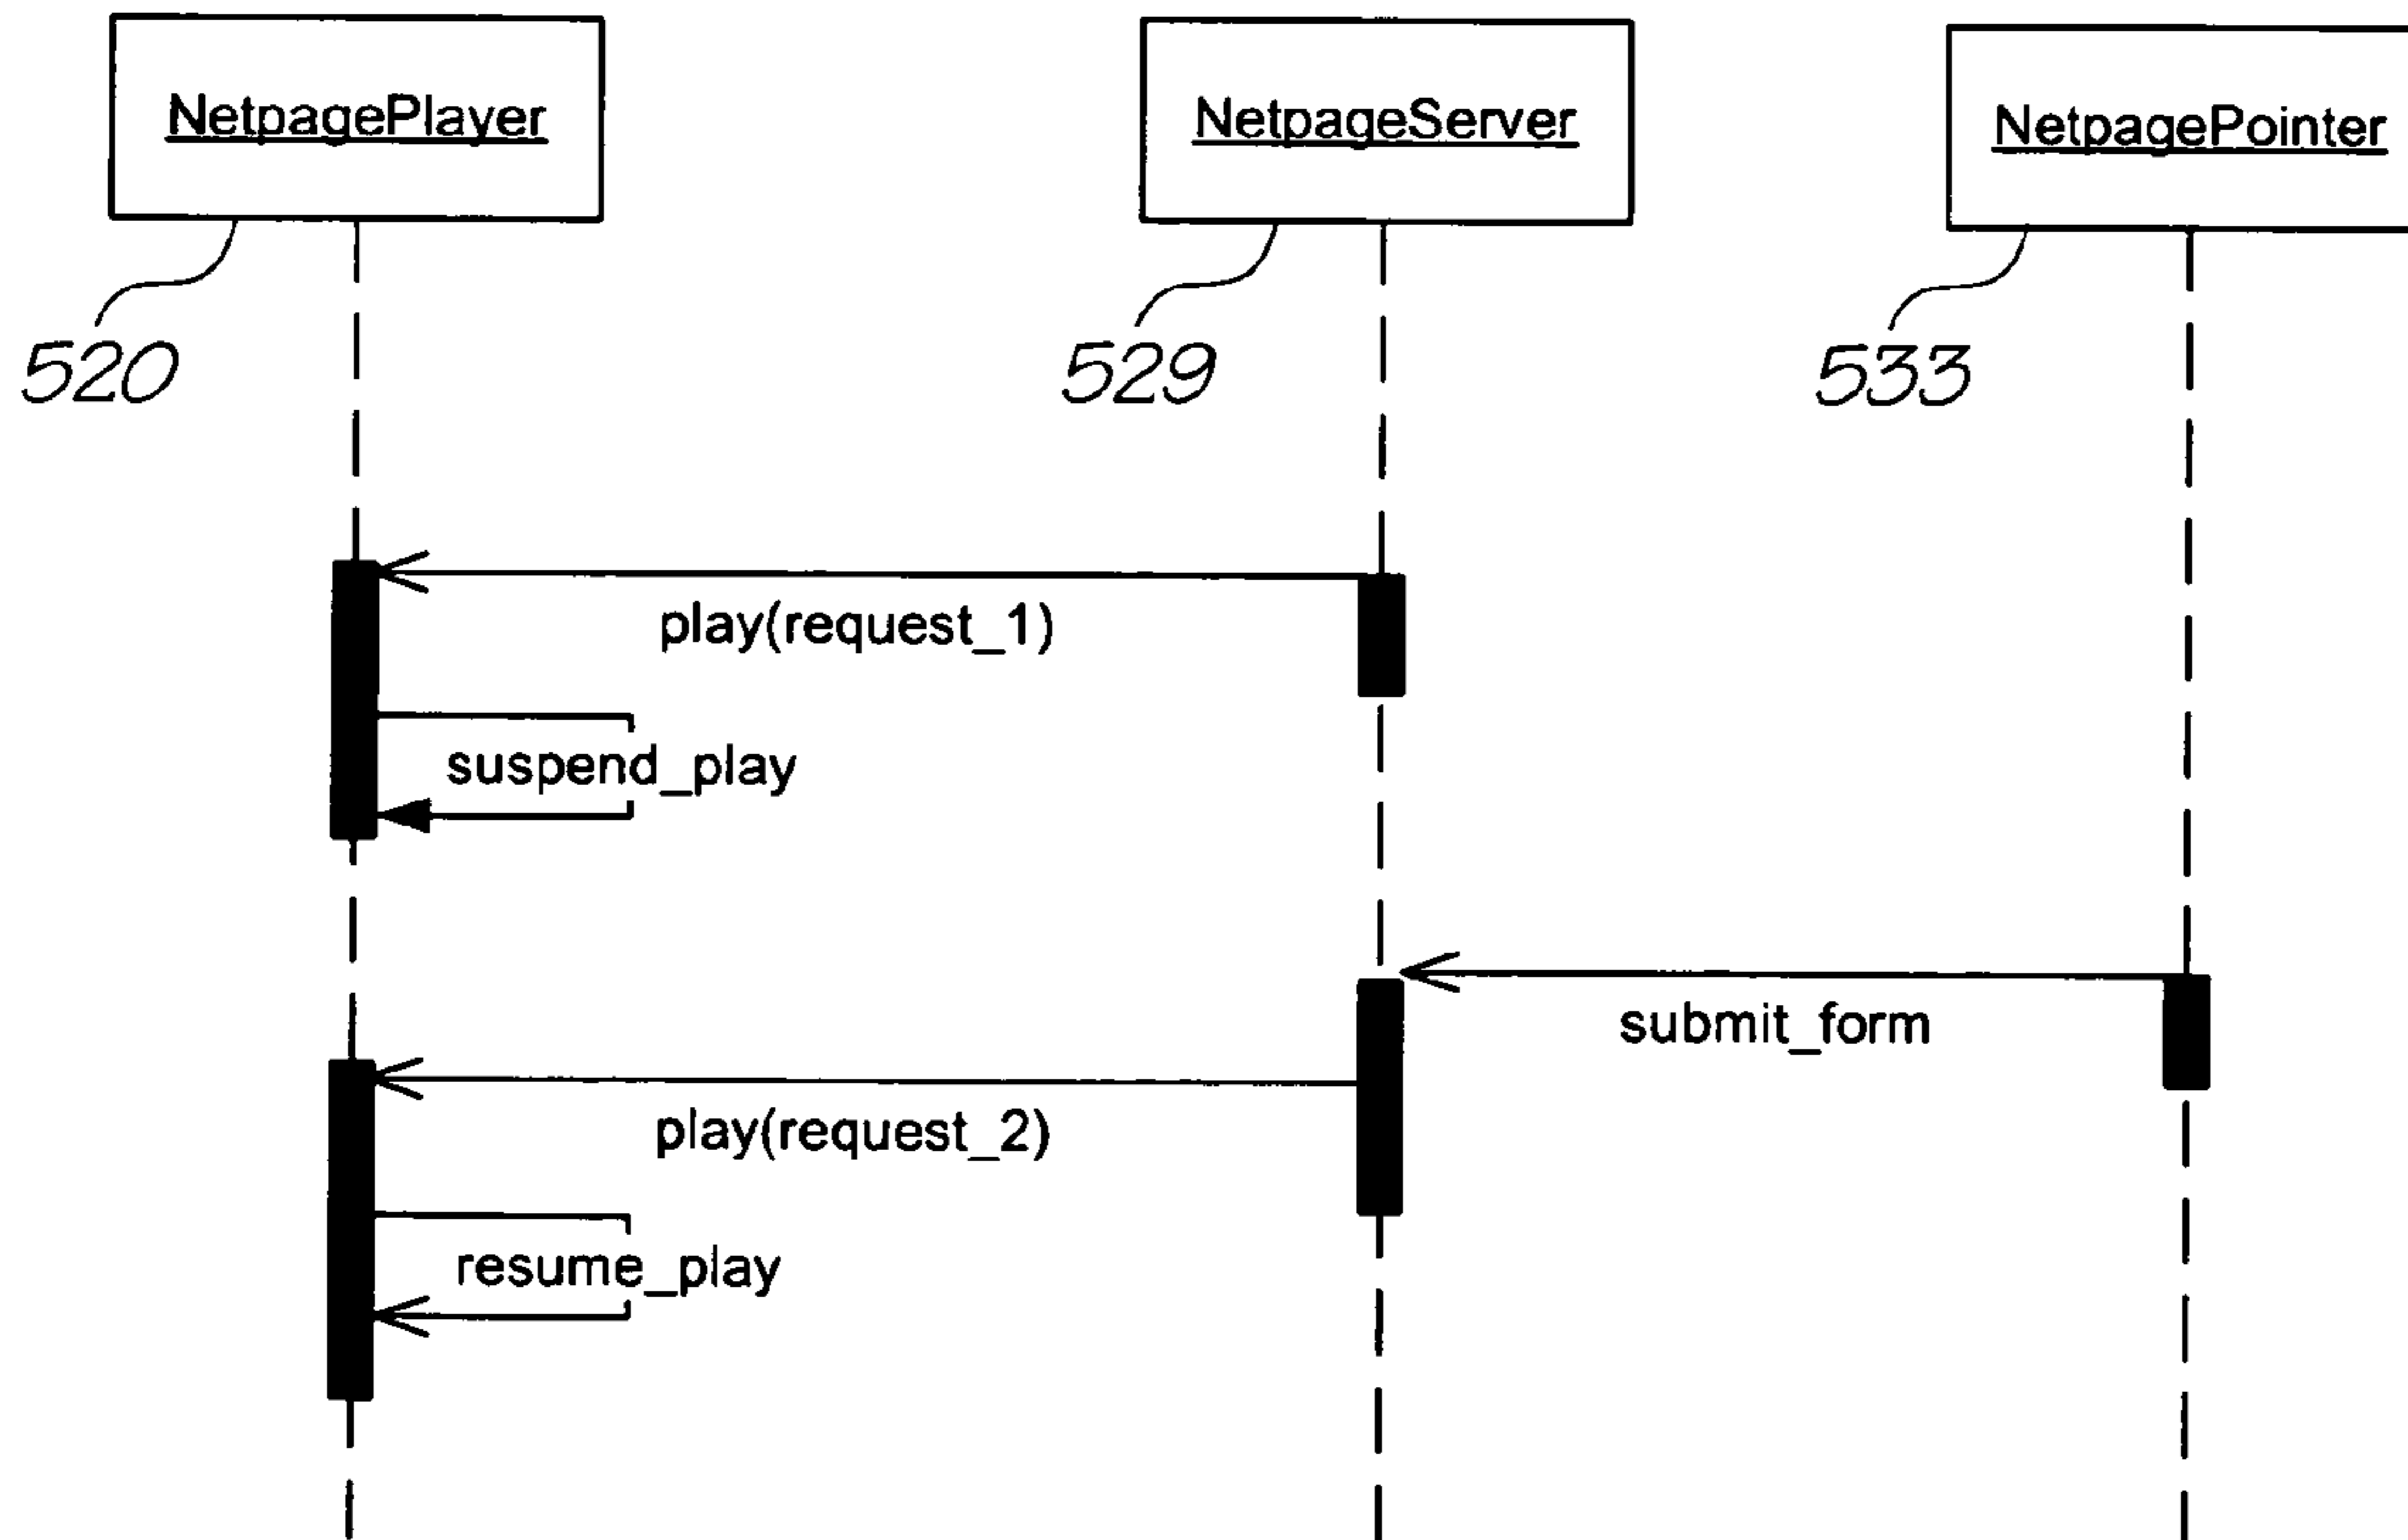 NetpagePlayer
NetpageServer
NetpagePointer
520
529
533
play(request_1)
suspend_play
submit_form
play(request_2)
resume_play